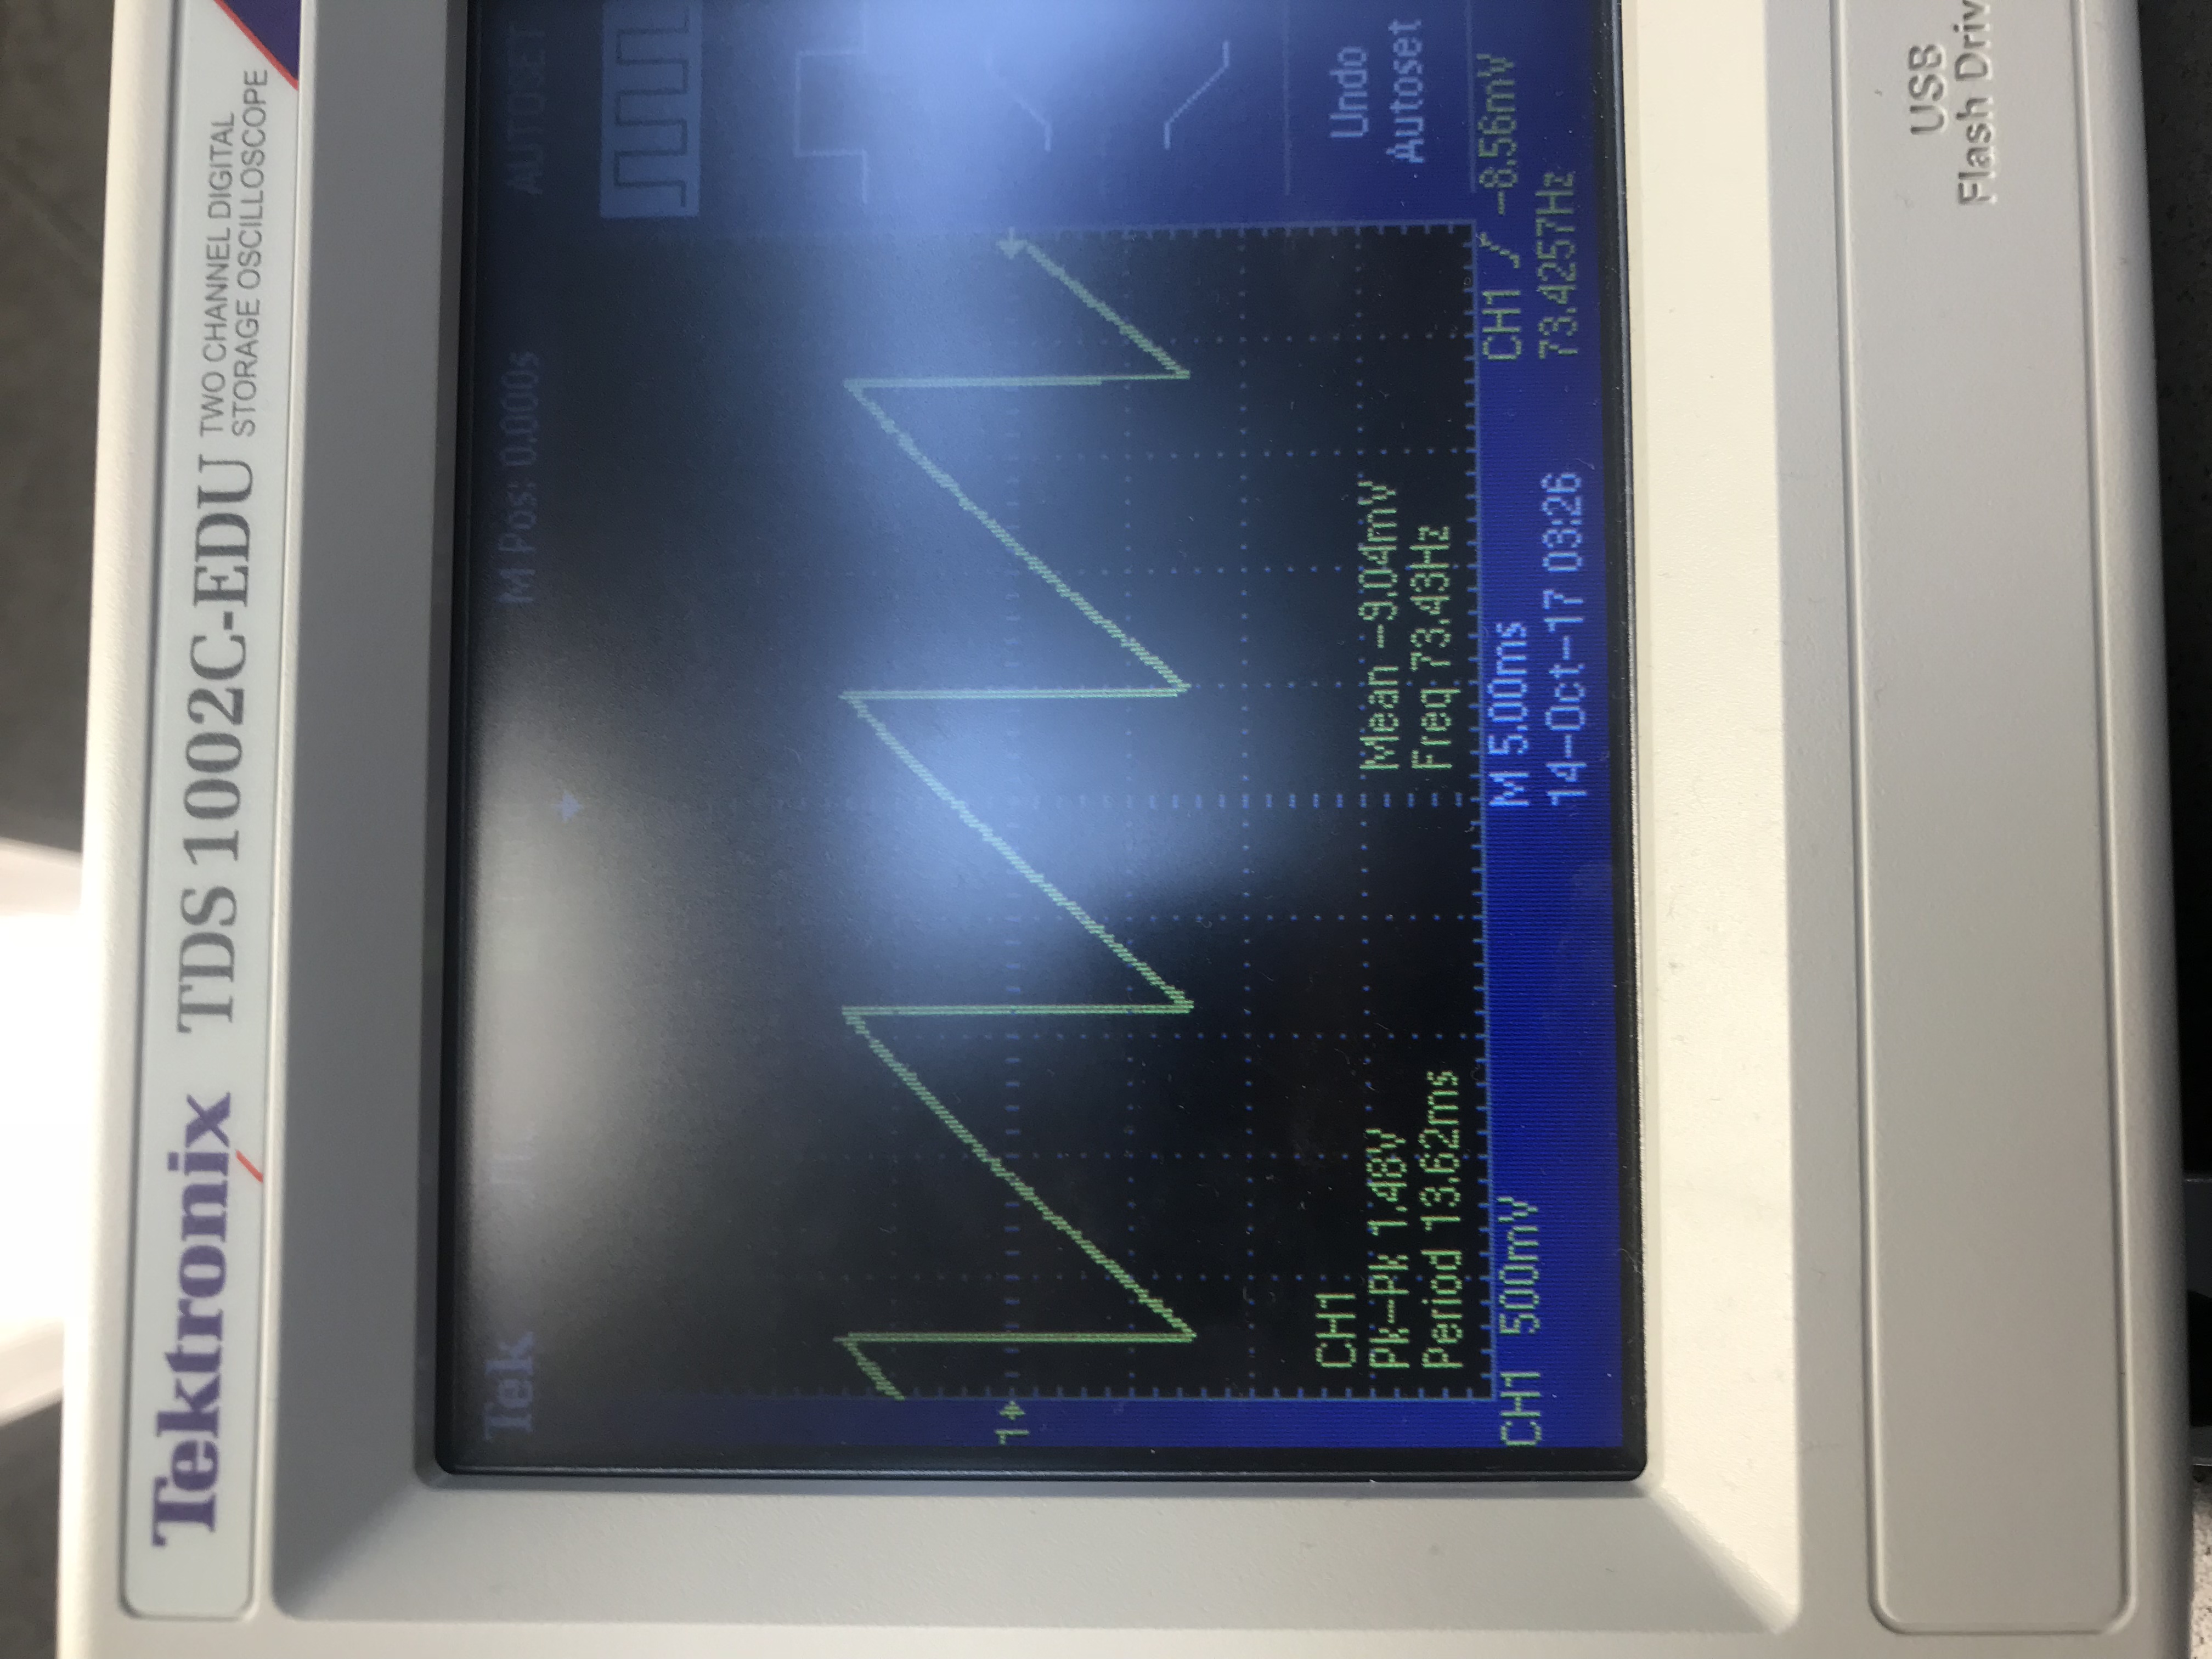 Tektronix TDS 1002C-EDU TWO CHANNEL DIGITAL
STORAGE OSCILLOSCOPE
Tek M Pos: 0.000s AUTOSET
1
CH1
Pk-Pk 1.48V Mean -9.04mV
Period 13.62ms Freq 73.43Hz
Undo
Autoset
CH1 500mV M 5.00ms CH1 -8.56mV
14-Oct-17 03:26 73.4257Hz
USB
Flash Driv